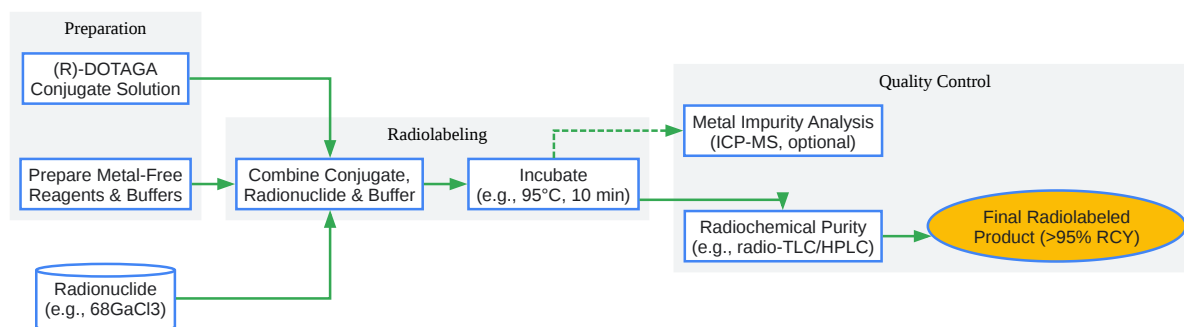 Preparation
(R)-DOTAGA
Conjugate Solution
Prepare Metal-Free
Reagents & Buffers
Radionuclide
(e.g., 68GaCl3)
Radiolabeling
Combine Conjugate,
Radionuclide & Buffer
Incubate
(e.g., 95°C, 10 min)
Quality Control
Metal Impurity Analysis
(ICP-MS, optional)
Radiochemical Purity
(e.g., radio-TLC/HPLC)
Final Radiolabeled
Product (>95% RCY)